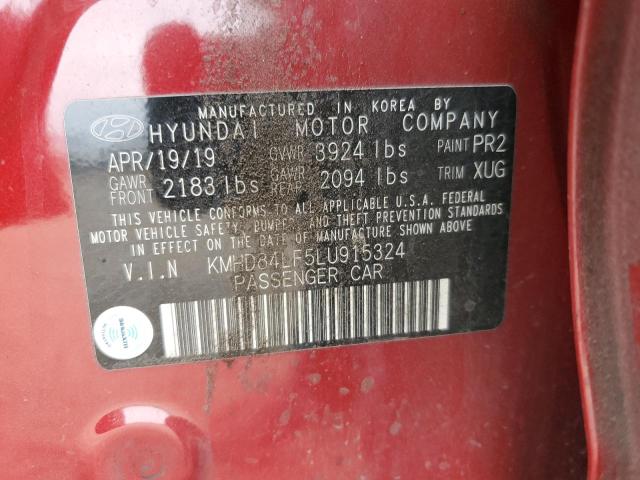 MANUFACTURED IN KOREA BY
HYUNDAI MOTOR COMPANY
APR/19/19 GVWR 3924 lbs PAINT PR2
GAWR FRONT 2183 lbs GAWR REAR 2094 lbs TRIM XUG
THIS VEHICLE CONFORMS TO ALL APPLICABLE U.S.A. FEDERAL
MOTOR VEHICLE SAFETY, BUMPER, AND THEFT PREVENTION STANDARDS
IN EFFECT ON THE DATE OF MANUFACTURE SHOWN ABOVE.
V.I.N KMHD84LF5LU915324
PASSENGER CAR